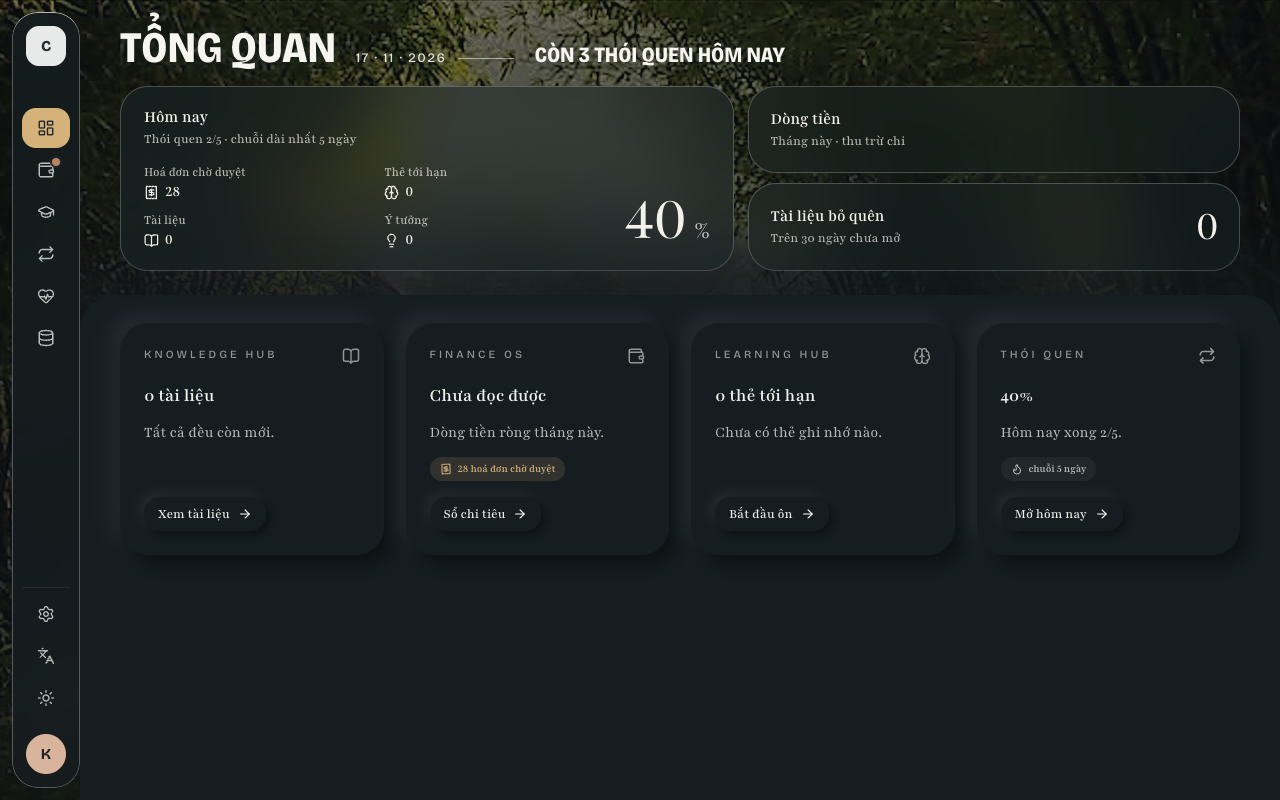 C
TỔNG QUAN
17 · 11 · 2026
CÒN 3 THÓI QUEN HÔM NAY
Hôm nay
Thói quen 2/5 · chuỗi dài nhất 5 ngày
Hoá đơn chờ duyệt
28
Thẻ tới hạn
0
Tài liệu
0
Ý tưởng
0
40 %
Dòng tiền
Tháng này · thu trừ chi
Tài liệu bỏ quên
Trên 30 ngày chưa mở
0
KNOWLEDGE HUB
0 tài liệu
Tất cả đều còn mới.
Xem tài liệu
FINANCE OS
Chưa đọc được
Dòng tiền ròng tháng này.
28 hoá đơn chờ duyệt
Sổ chi tiêu
LEARNING HUB
0 thẻ tới hạn
Chưa có thẻ ghi nhớ nào.
Bắt đầu ôn
THÓI QUEN
40%
Hôm nay xong 2/5.
chuỗi 5 ngày
Mở hôm nay
K